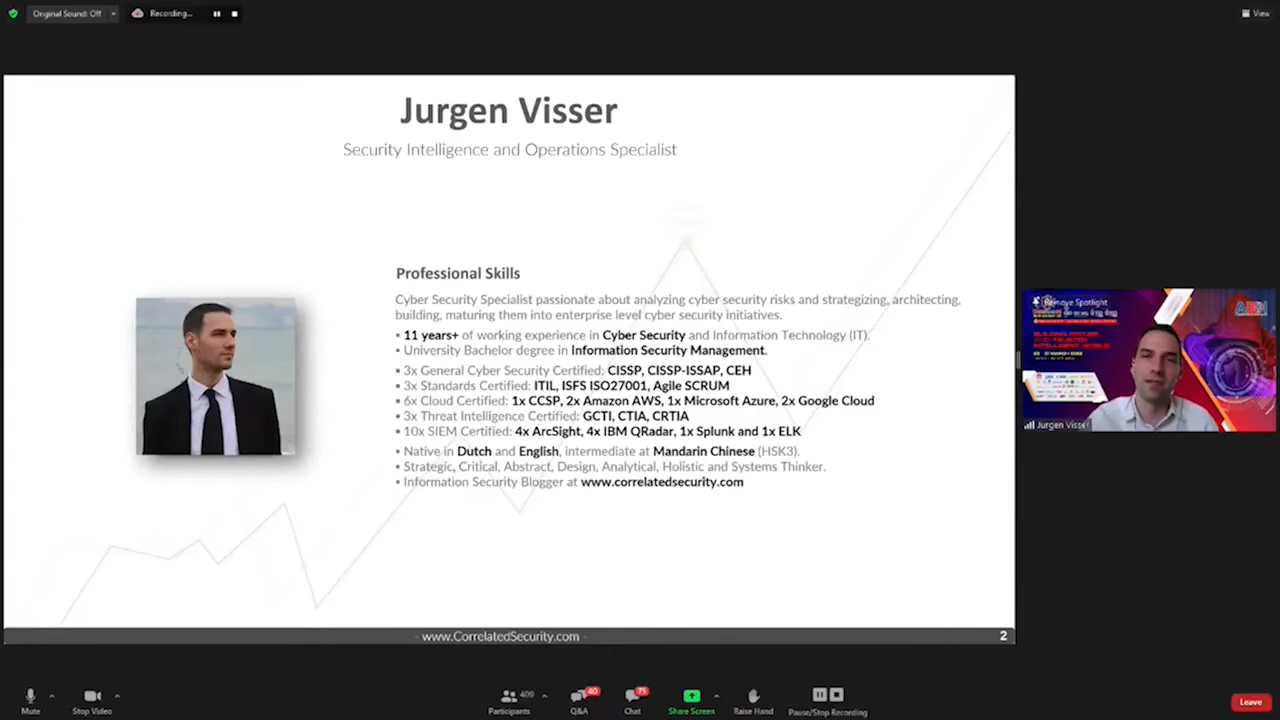 Original Sound: Off
Recording...
View
Jurgen Visser
Security Intelligence and Operations Specialist
Professional Skills
Cyber Security Specialist passionate about analyzing cyber security risks and strategizing, architecting,
building, maturing them into enterprise level cyber security initiatives.
▪ 11 years+ of working experience in Cyber Security and Information Technology (IT).
▪ University Bachelor degree in Information Security Management.
▪ 3x General Cyber Security Certified: CISSP, CISSP-ISSAP, CEH
▪ 3x Standards Certified: ITIL, ISFS ISO27001, Agile SCRUM
▪ 6x Cloud Certified: 1x CCSP, 2x Amazon AWS, 1x Microsoft Azure, 2x Google Cloud
▪ 3x Threat Intelligence Certified: GCTI, CTIA, CRTIA
▪ 10x SIEM Certified: 4x ArcSight, 4x IBM QRadar, 1x Splunk and 1x ELK
▪ Native in Dutch and English, intermediate at Mandarin Chinese (HSK3).
▪ Strategic, Critical, Abstract, Design, Analytical, Holistic and Systems Thinker.
▪ Information Security Blogger at www.correlatedsecurity.com
- www.CorrelatedSecurity.com -
2
Spotlight
Jurgen Visser
Mute
Stop Video
409
Participants
40
Q&A
75
Chat
Share Screen
Raise Hand
Pause/Stop Recording
Leave